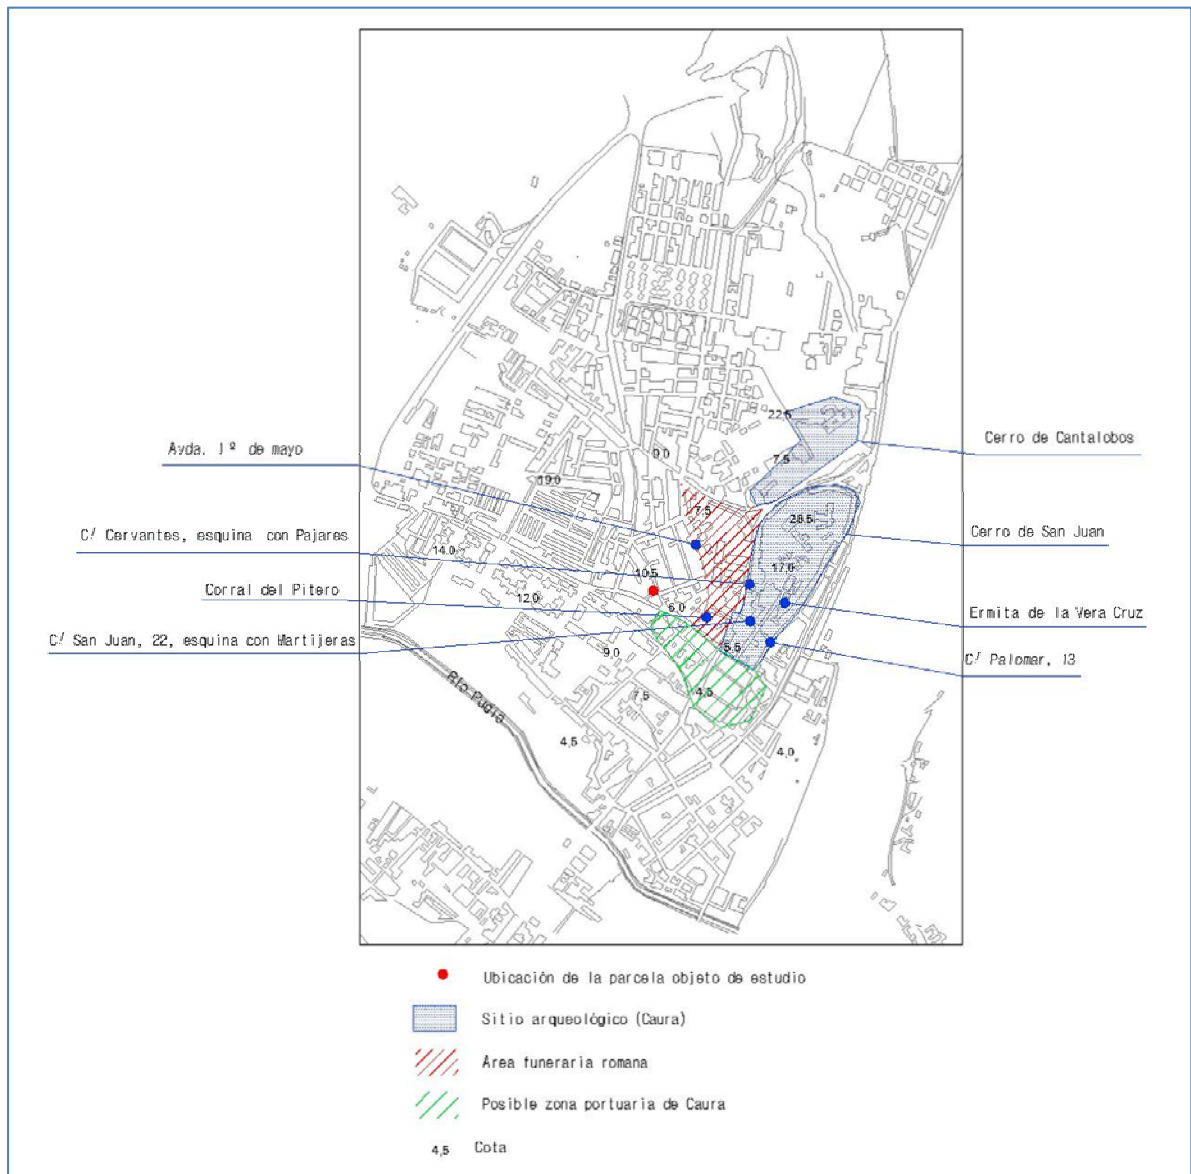 22,5
Cerro de Cantalobos
Avda. 1º de mayo
0,0
7,5
19,0
7,5
28,5
C/ Cervantes, esquina con Pajares
Cerro de San Juan
14,0
10,5
17,0
Corral del Pitero
12,0
6,0
Ermita de la Vera Cruz
C/ San Juan, 22, esquina con Martijeras
9,0
5,5
C/ Palomar, 13
Río Pudio
7,5
4,5
4,5
4,0
Ubicación de la parcela objeto de estudio
Sitio arqueológico (Caura)
Area funeraria romana
Posible zona portuaria de Caura
4,5 Cota